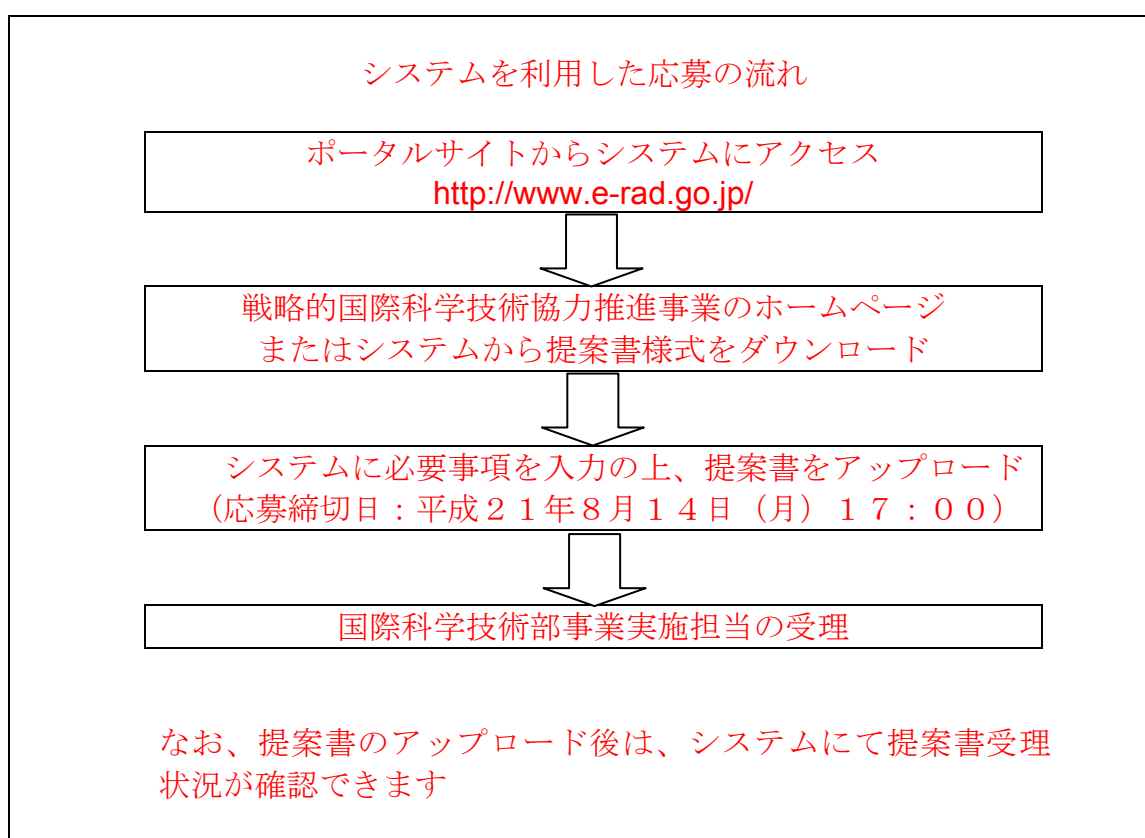 システムを利用した応募の流れ
ポータルサイトからシステムにアクセス
http://www.e-rad.go.jp/
戦略的国際科学技術協力推進事業のホームページ
またはシステムから提案書様式をダウンロード
システムに必要事項を入力の上、提案書をアップロード
（応募締切日：平成２１年８月１４日（月）１７：００）
国際科学技術部事業実施担当の受理
なお、提案書のアップロード後は、システムにて提案書受理
状況が確認できます